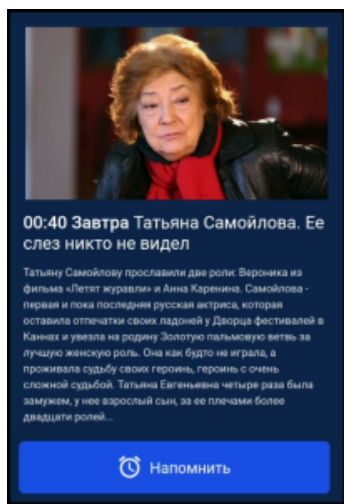 00:40 Завтра Татьяна Самойлова. Ее
слез никто не видел
Татьяну Самойлову прославили две роли: Вероника из
фильма «Летят журавли» и Анна Каренина. Самойлова -
первая и пока последняя русская актриса, которая
оставила отпечатки своих ладоней у Дворца фестивалей в
Каннах и увезла на родину Золотую пальмовую ветвь за
лучшую женскую роль. Она как будто не играла, а
проживала судьбу своих героинь, героинь с очень
сложной судьбой. Татьяна Евгеньевна четыре раза была
замужем, у нее взрослый сын, за ее плечами более
двадцати ролей...
Напомнить